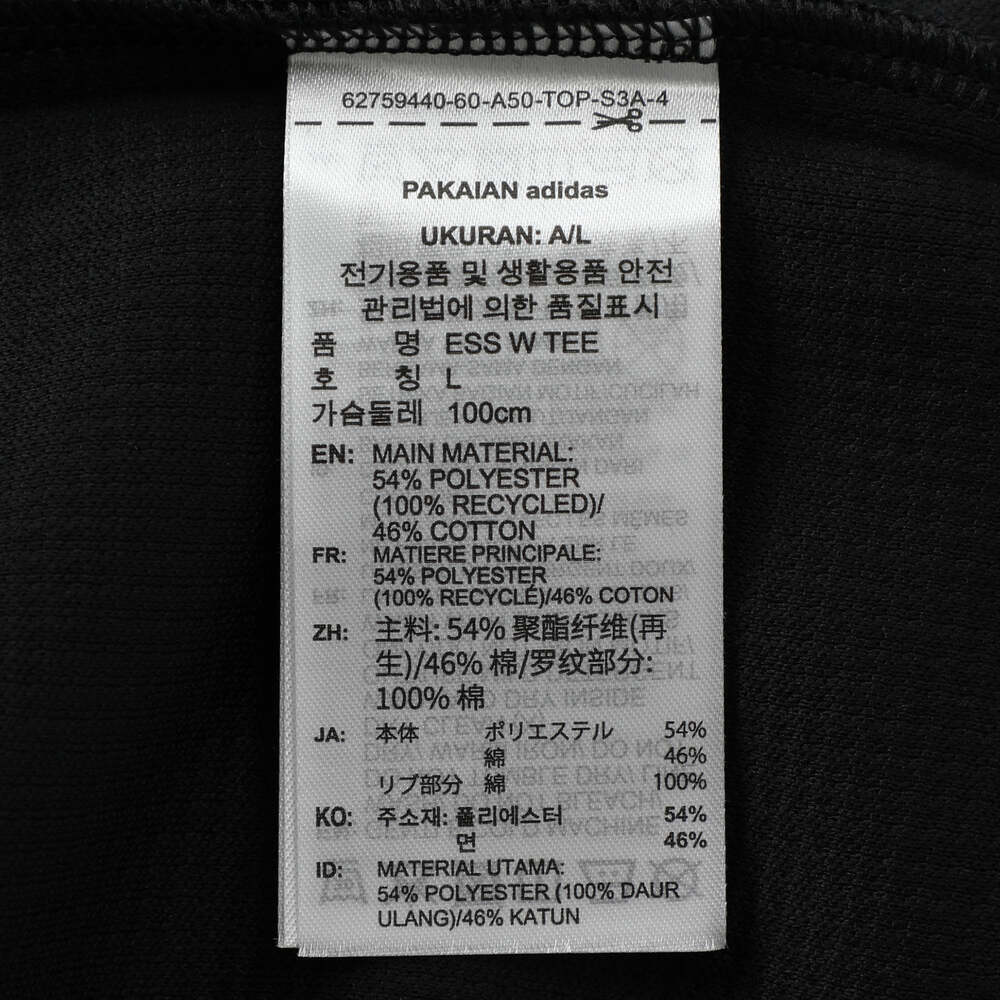 62759440-60-A50-TOP-S3A-4
PAKAIAN adidas
UKURAN: A/L
전기용품 및 생활용품 안전
관리법에 의한 품질표시
품 명 ESS W TEE
호 칭 L
가슴둘레 100cm
EN: MAIN MATERIAL:
54% POLYESTER
(100% RECYCLED)/
46% COTTON
FR: MATIERE PRINCIPALE:
54% POLYESTER
(100% RECYCLÉ)/46% COTON
ZH: 主料: 54% 聚酯纤维(再
生)/46% 棉/罗纹部分:
100% 棉
JA: 本体 ポリエステル 54%
綿 46%
リブ部分 綿 100%
KO: 주소재: 폴리에스터 54%
면 46%
ID: MATERIAL UTAMA:
54% POLYESTER (100% DAUR
ULANG)/46% KATUN